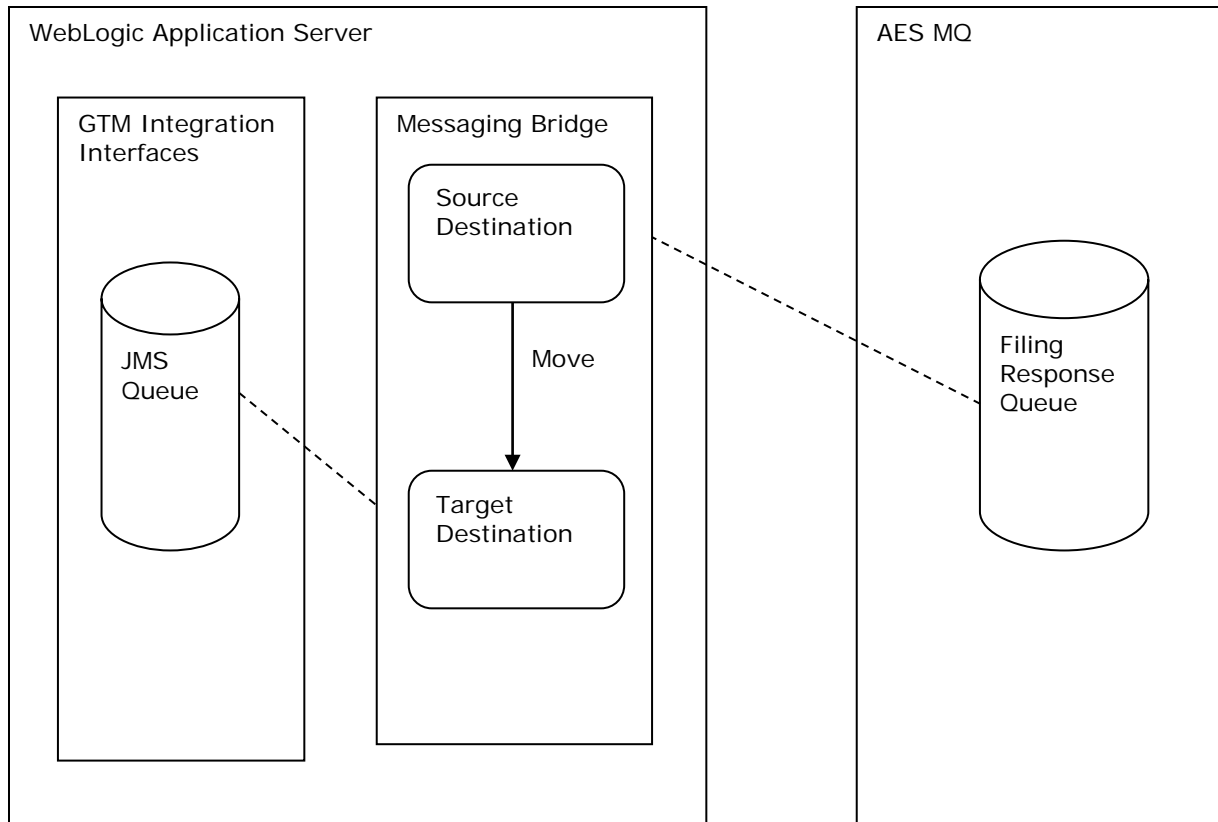 WebLogic Application Server
AES MQ
GTM Integration
Interfaces
Messaging Bridge
Source
Destination
JMS
Queue
Move
Filing
Response
Queue
Target
Destination